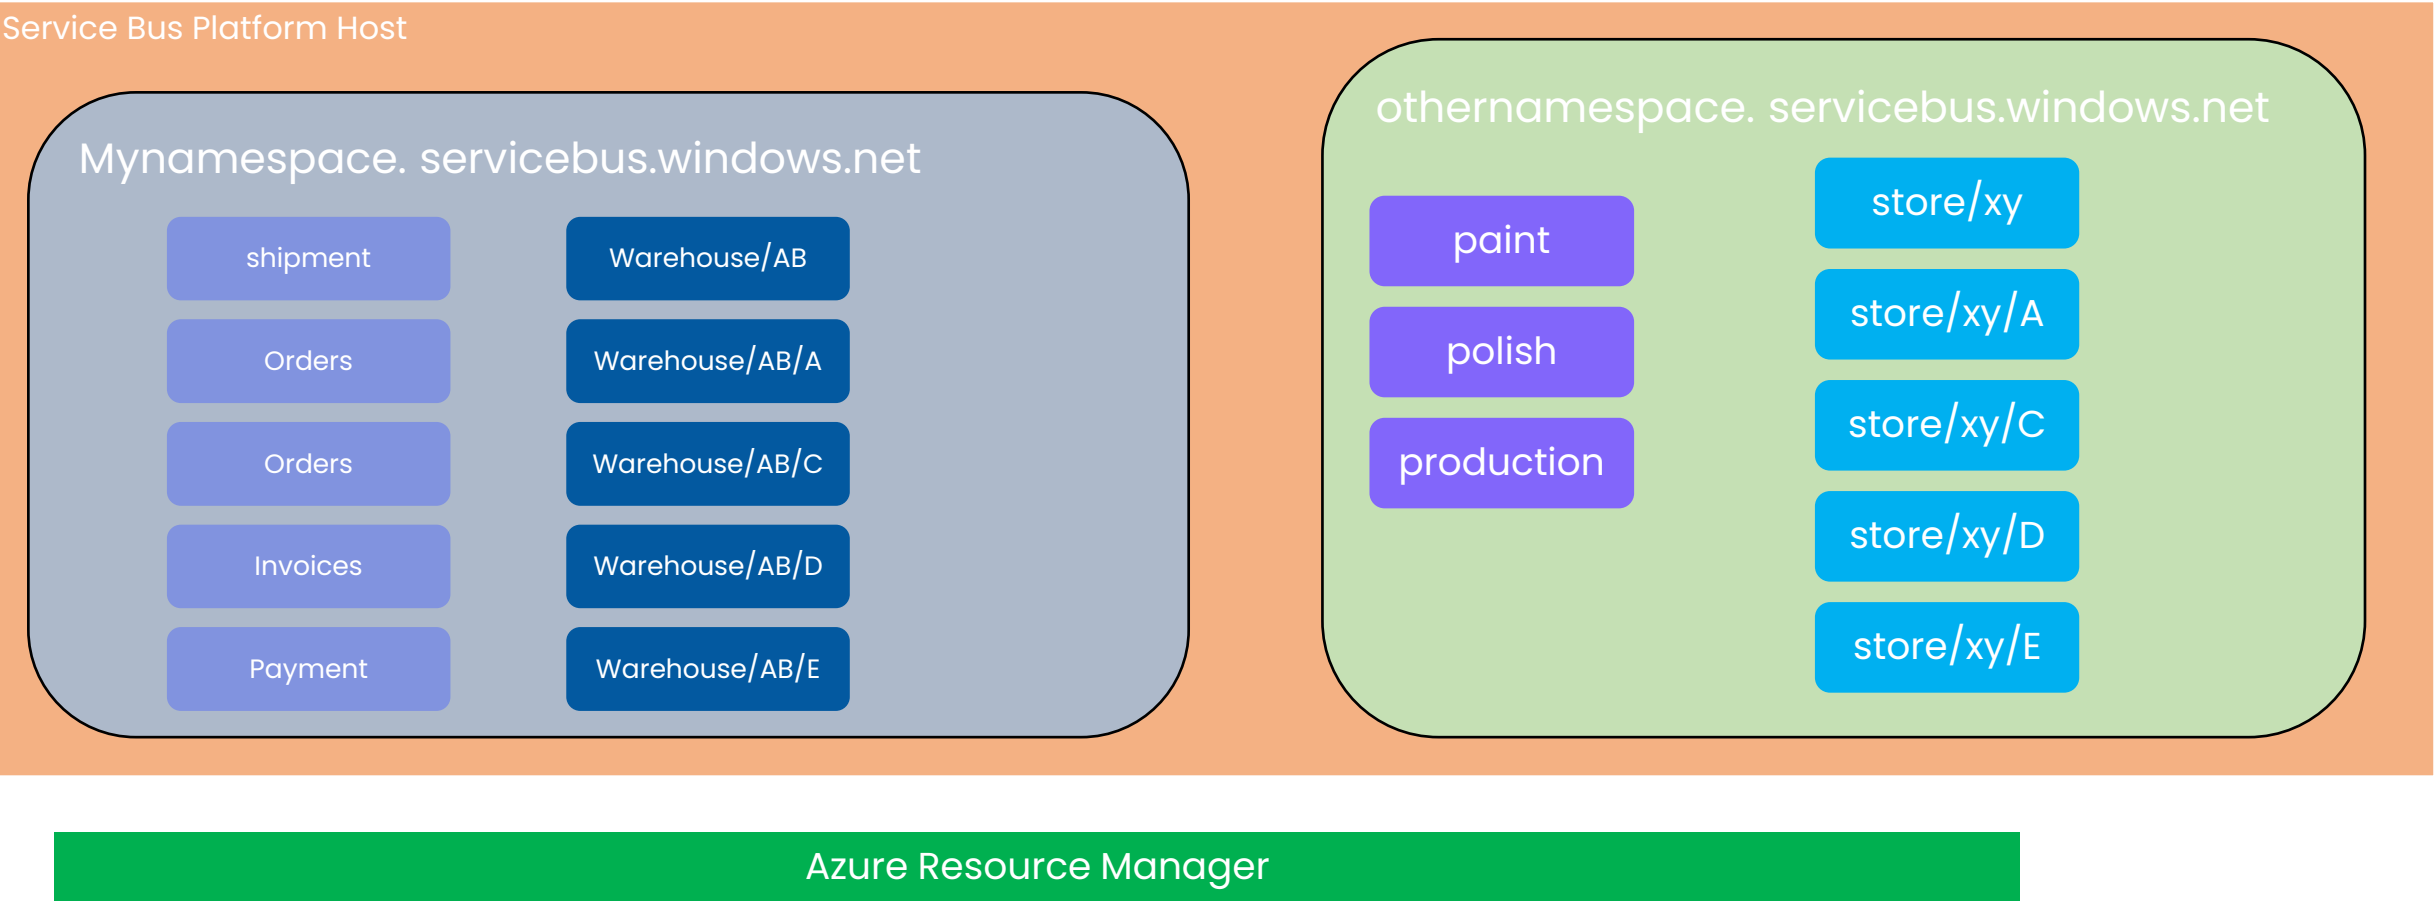 Service Bus Platform Host
Mynamespace. servicebus.windows.net
shipment
Orders
Orders
Invoices
Payment
Warehouse/AB
Warehouse/AB/A
Warehouse/AB/C
Warehouse/AB/D
Warehouse/AB/E
othernamespace. servicebus.windows.net
paint
polish
production
store/xy
store/xy/A
store/xy/C
store/xy/D
store/xy/E
Azure Resource Manager